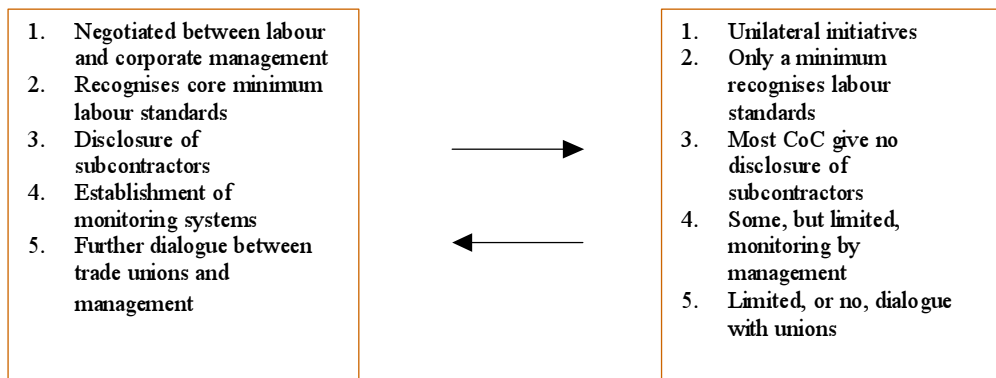 1. Negotiated between labour
and corporate management
2. Recognises core minimum
labour standards
3. Disclosure of
subcontractors
4. Establishment of
monitoring systems
5. Further dialogue between
trade unions and
management
1. Unilateral initiatives
2. Only a minimum
recognises labour
standards
3. Most CoC give no
disclosure of
subcontractors
4. Some, but limited,
monitoring by
management
5. Limited, or no, dialogue
with unions